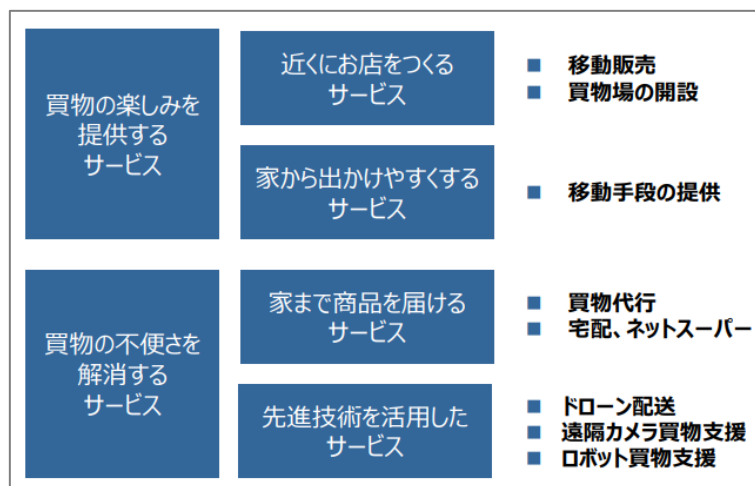 買物の楽しみを
提供する
サービス
近くにお店をつくる
サービス
■ 移動販売
■ 買物場の開設
家から出かけやすくする
サービス
■ 移動手段の提供
買物の不便さを
解消する
サービス
家まで商品を届ける
サービス
■ 買物代行
■ 宅配、ネットスーパー
先進技術を活用した
サービス
■ ドローン配送
■ 遠隔カメラ買物支援
■ ロボット買物支援